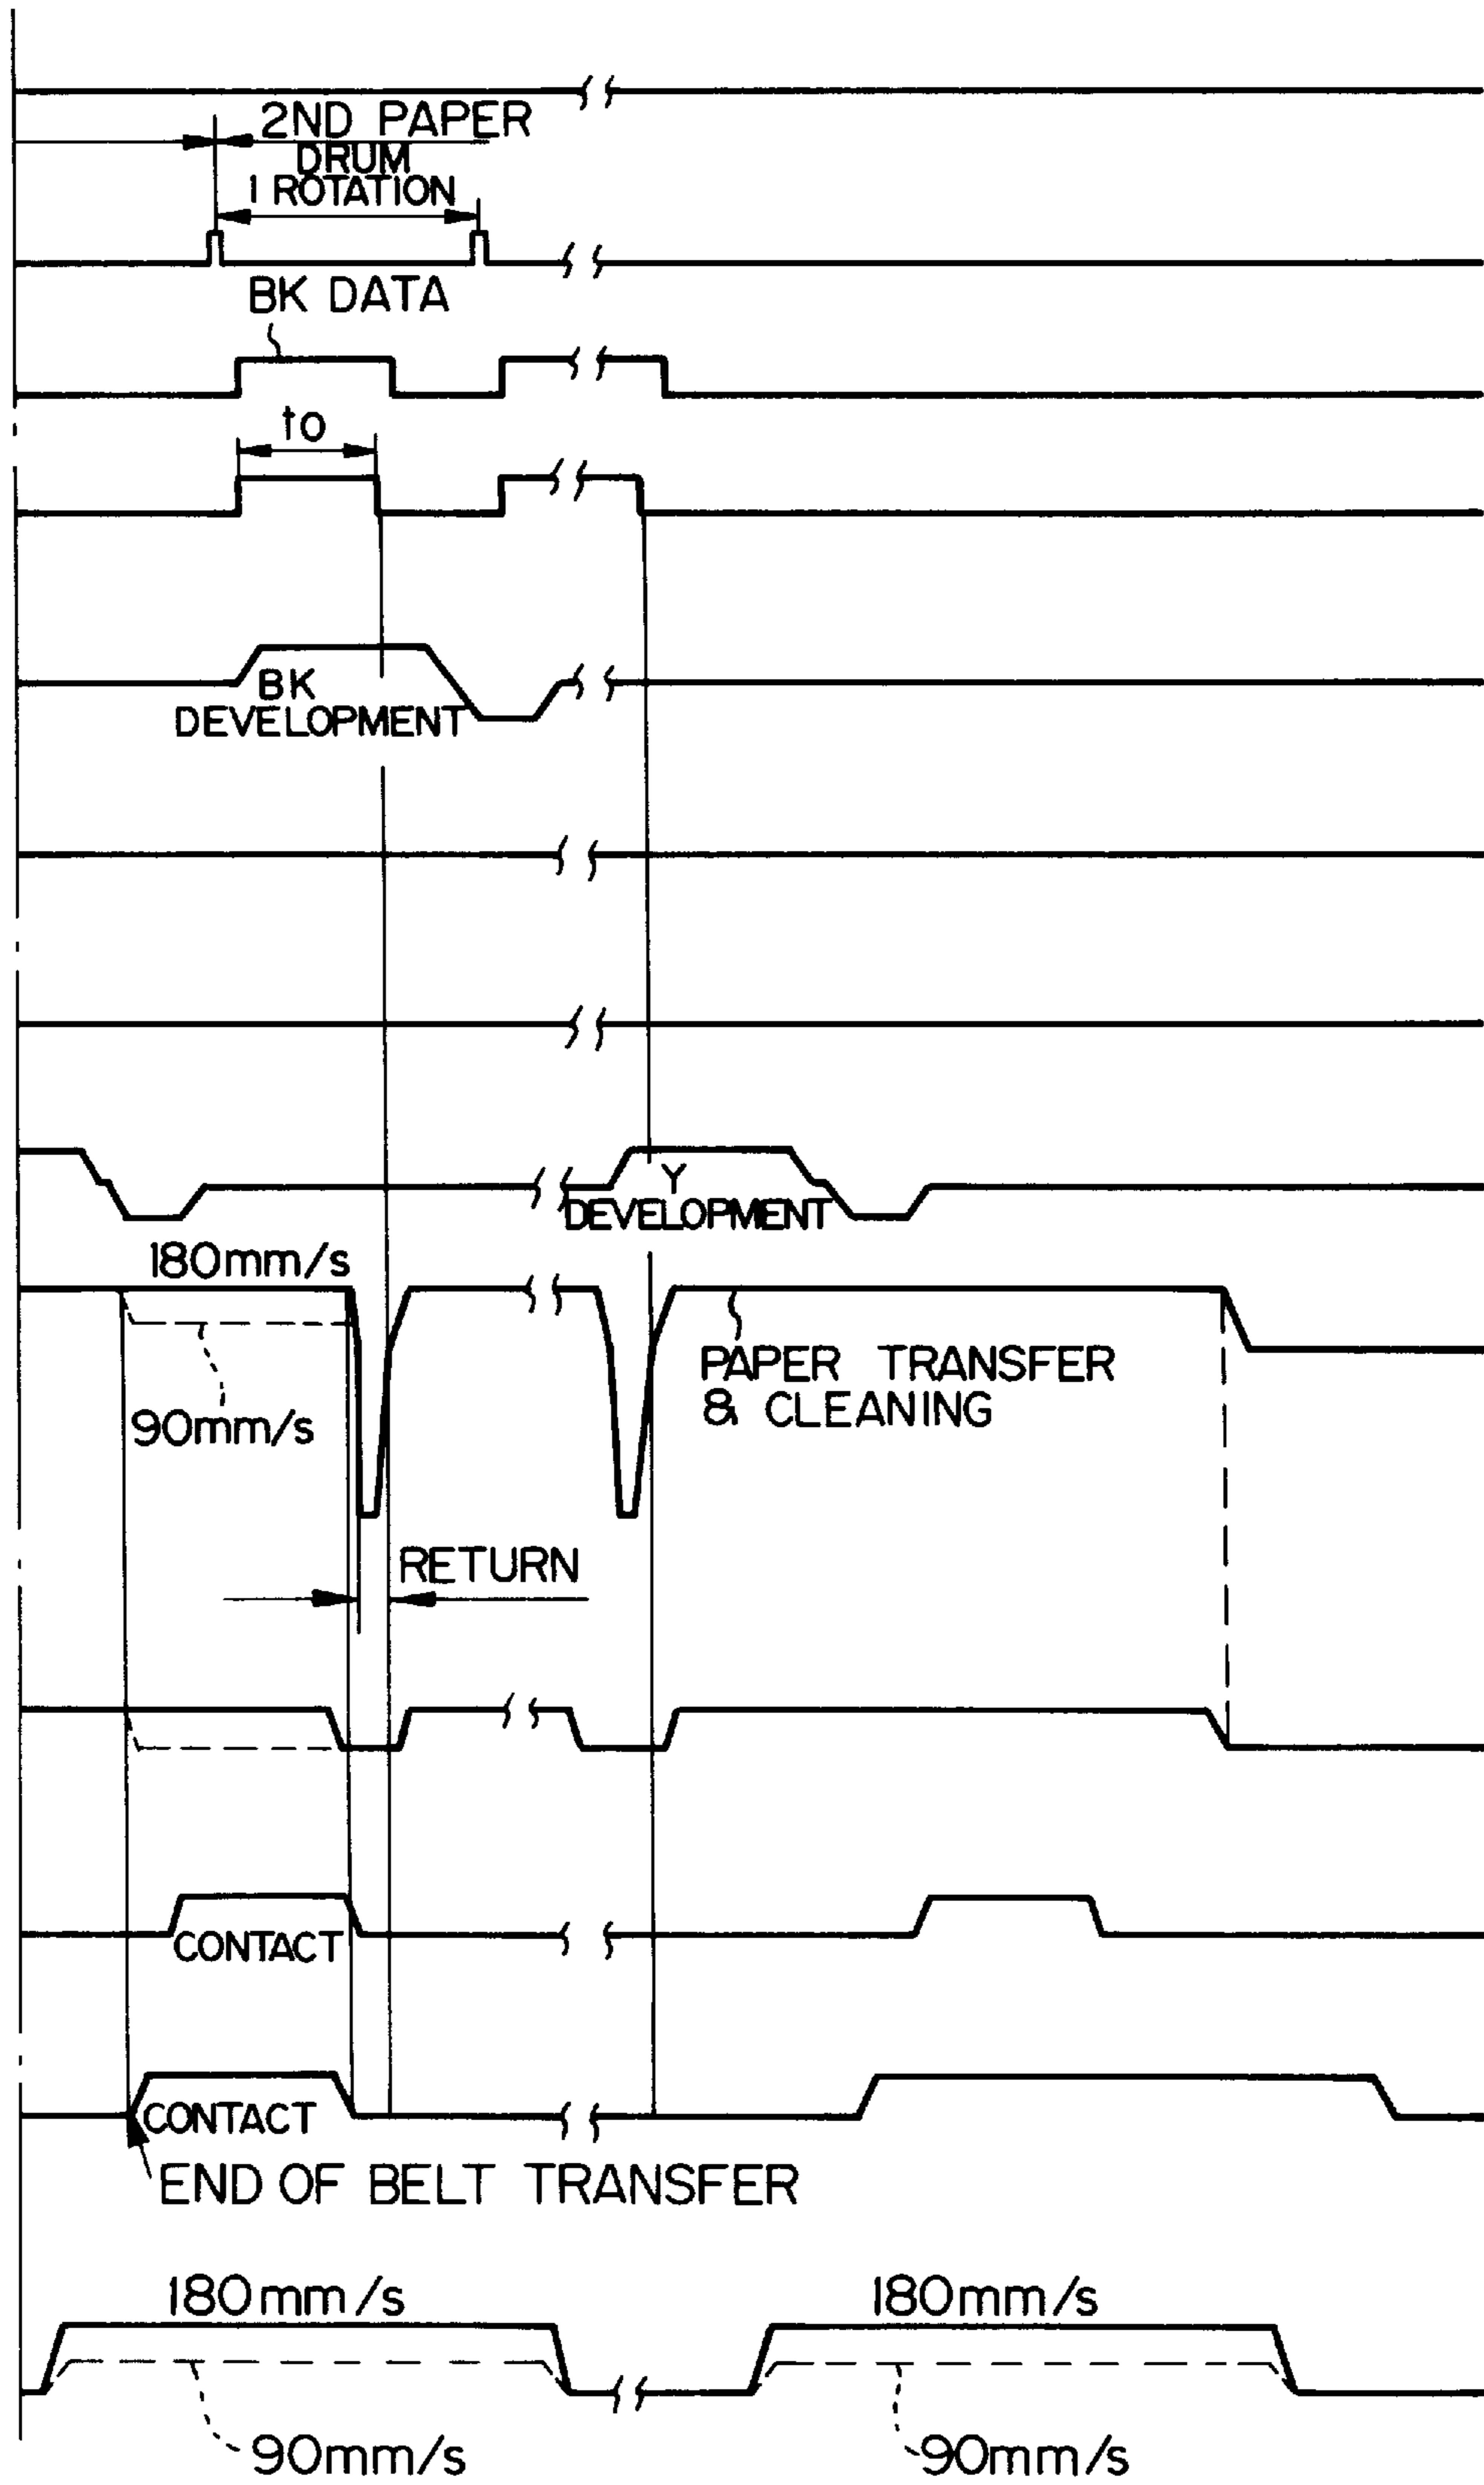 2ND PAPER
DRUM
1 ROTATION
BK DATA
to
BK
DEVELOPMENT
Y
DEVELOPMENT
180mm/s
90mm/s
PAPER TRANSFER
& CLEANING
RETURN
CONTACT
CONTACT
END OF BELT TRANSFER
180mm/s
180mm/s
90mm/s
90mm/s